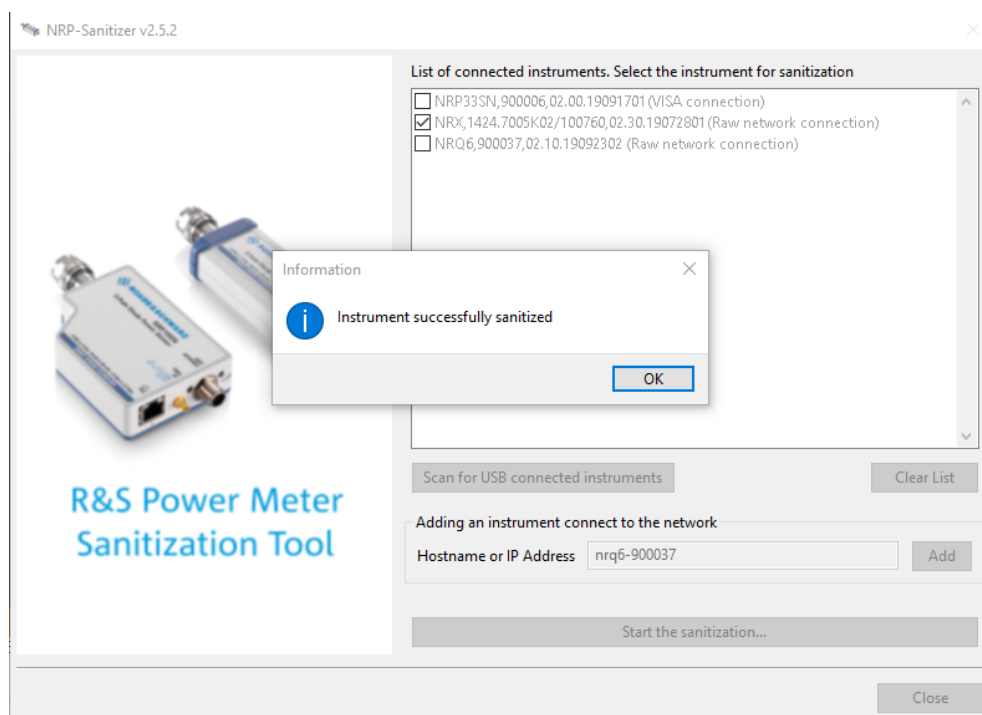 NRP-Sanitizer v2.5.2
List of connected instruments. Select the instrument for sanitization
NRP33SN,900006,02.00.19091701 (VISA connection)
NRX,1424.7005K02/100760,02.30.19072801 (Raw network connection)
NRQ6,900037,02.10.19092302 (Raw network connection)
Information
Instrument successfully sanitized
OK
Scan for USB connected instruments
Clear List
R&S Power Meter
Sanitization Tool
Adding an instrument connect to the network
Hostname or IP Address
nrq6-900037
Add
Start the sanitization...
Close